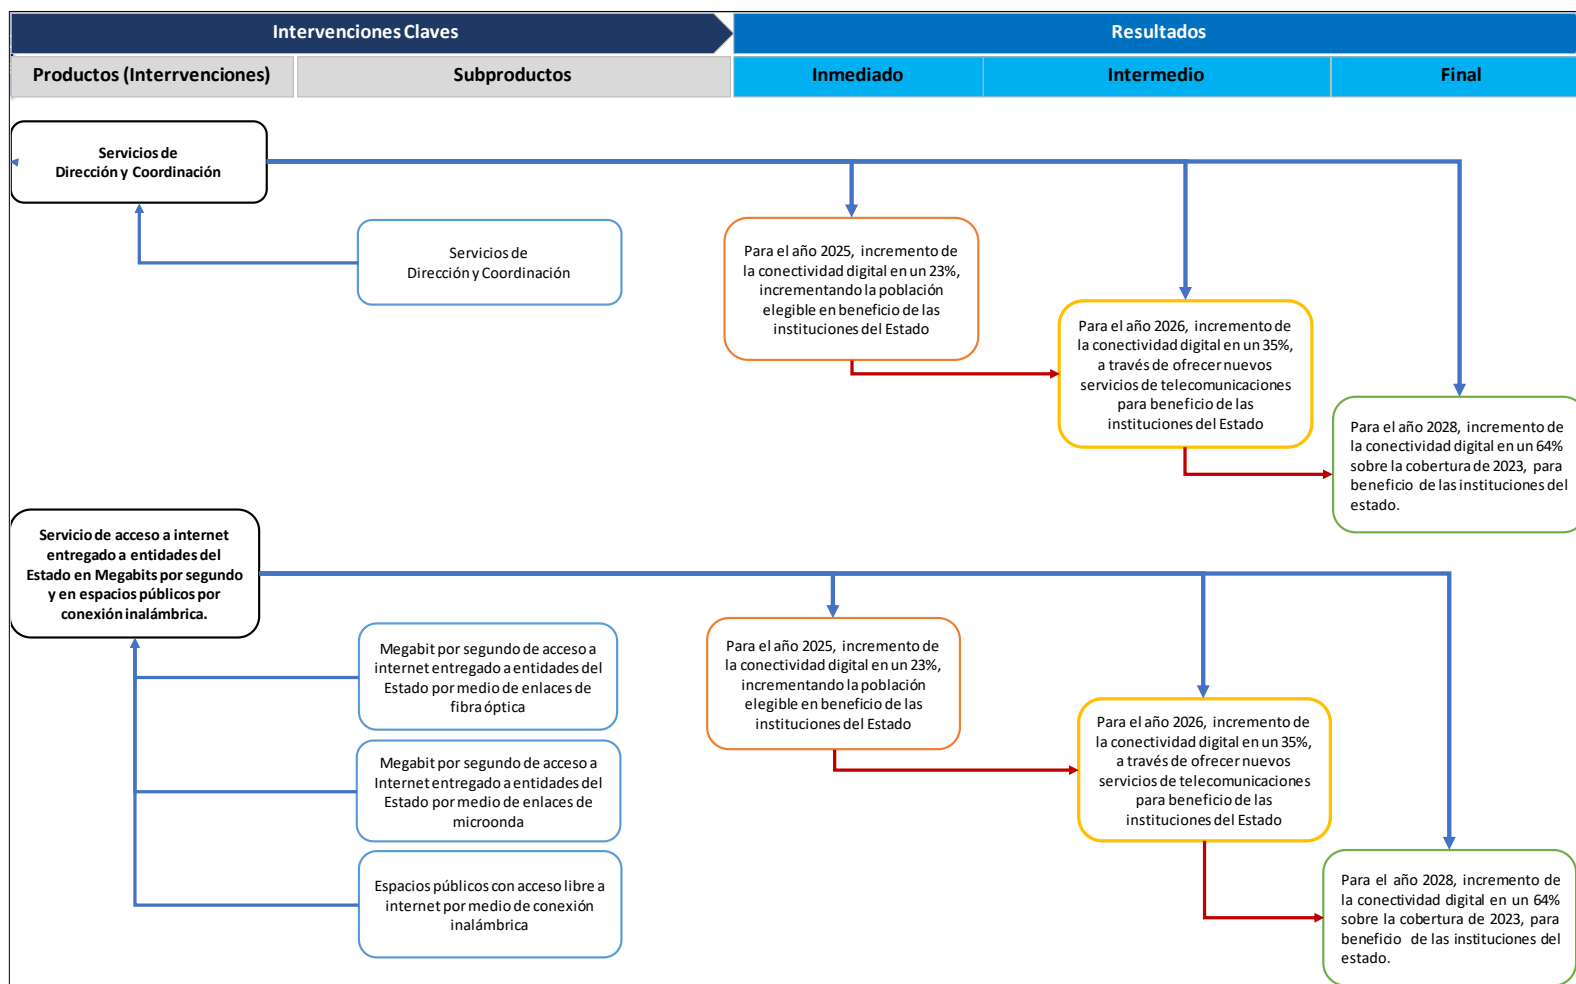 Intervenciones Claves
Resultados
Productos (Interrvenciones)
Subproductos
Inmediado
Intermedio
Final
Servicios de
Dirección y Coordinación
Servicios de
Dirección y Coordinación
Para el año 2025, incremento de
la conectividad digital en un 23%,
incrementando la población
elegible en beneficio de las
instituciones del Estado
Para el año 2026, incremento de
la conectividad digital en un 35%,
a través de ofrecer nuevos
servicios de telecomunicaciones
para beneficio de las
instituciones del Estado
Para el año 2028, incremento de
la conectividad digital en un 64%
sobre la cobertura de 2023, para
beneficio de las instituciones del
estado.
Servicio de acceso a internet
entregado a entidades del
Estado en Megabits por segundo
y en espacios públicos por
conexión inalámbrica.
Megabit por segundo de acceso a
internet entregado a entidades del
Estado por medio de enlaces de
fibra óptica
Megabit por segundo de acceso a
Internet entregado a entidades del
Estado por medio de enlaces de
microonda
Espacios públicos con acceso libre a
internet por medio de conexión
inalámbrica
Para el año 2025, incremento de
la conectividad digital en un 23%,
incrementando la población
elegible en beneficio de las
instituciones del Estado
Para el año 2026, incremento de
la conectividad digital en un 35%,
a través de ofrecer nuevos
servicios de telecomunicaciones
para beneficio de las
instituciones del Estado
Para el año 2028, incremento de
la conectividad digital en un 64%
sobre la cobertura de 2023, para
beneficio de las instituciones del
estado.